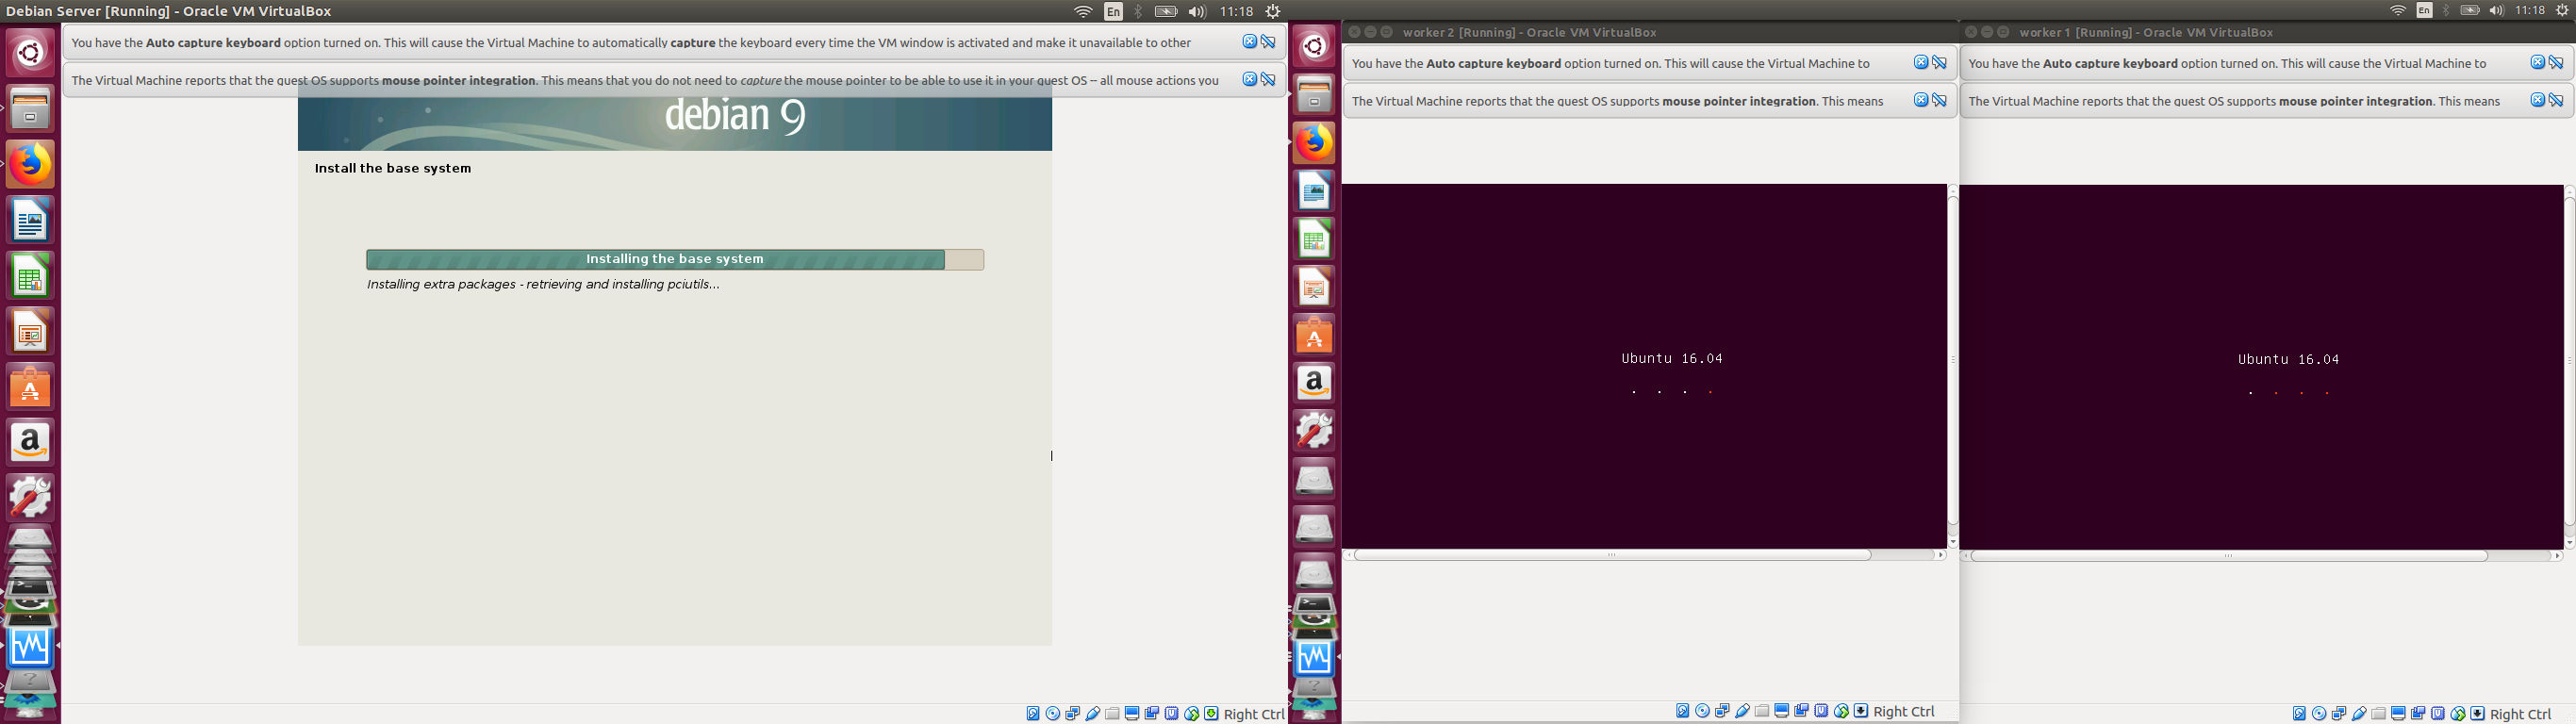 Debian Server [Running] - Oracle VM VirtualBox
En
11:18
You have the Auto capture keyboard option turned on. This will cause the Virtual Machine to automatically capture the keyboard every time the VM window is activated and make it unavailable to other
The Virtual Machine reports that the guest OS supports mouse pointer integration. This means that you do not need to capture the mouse pointer to be able to use it in your guest OS -- all mouse actions you
debian 9
Install the base system
Installing the base system
Installing extra packages - retrieving and installing pciutils...
Right Ctrl
En
11:18
worker 2 [Running] - Oracle VM VirtualBox
You have the Auto capture keyboard option turned on. This will cause the Virtual Machine to
The Virtual Machine reports that the guest OS supports mouse pointer integration. This means
Ubuntu 16.04
Right Ctrl
worker 1 [Running] - Oracle VM VirtualBox
You have the Auto capture keyboard option turned on. This will cause the Virtual Machine to
The Virtual Machine reports that the guest OS supports mouse pointer integration. This means
Ubuntu 16.04
Right Ctrl